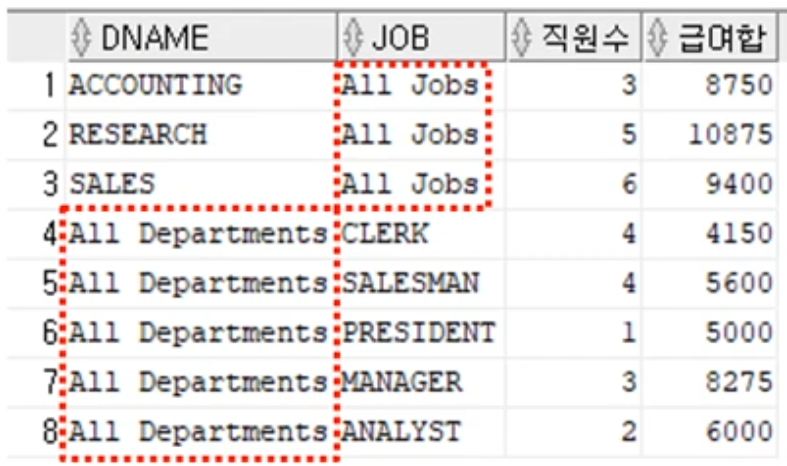 DNAME JOB 직원수 급여합
1 ACCOUNTING All Jobs 3 8750
2 RESEARCH All Jobs 5 10875
3 SALES All Jobs 6 9400
4 All Departments CLERK 4 4150
5 All Departments SALESMAN 4 5600
6 All Departments PRESIDENT 1 5000
7 All Departments MANAGER 3 8275
8 All Departments ANALYST 2 6000